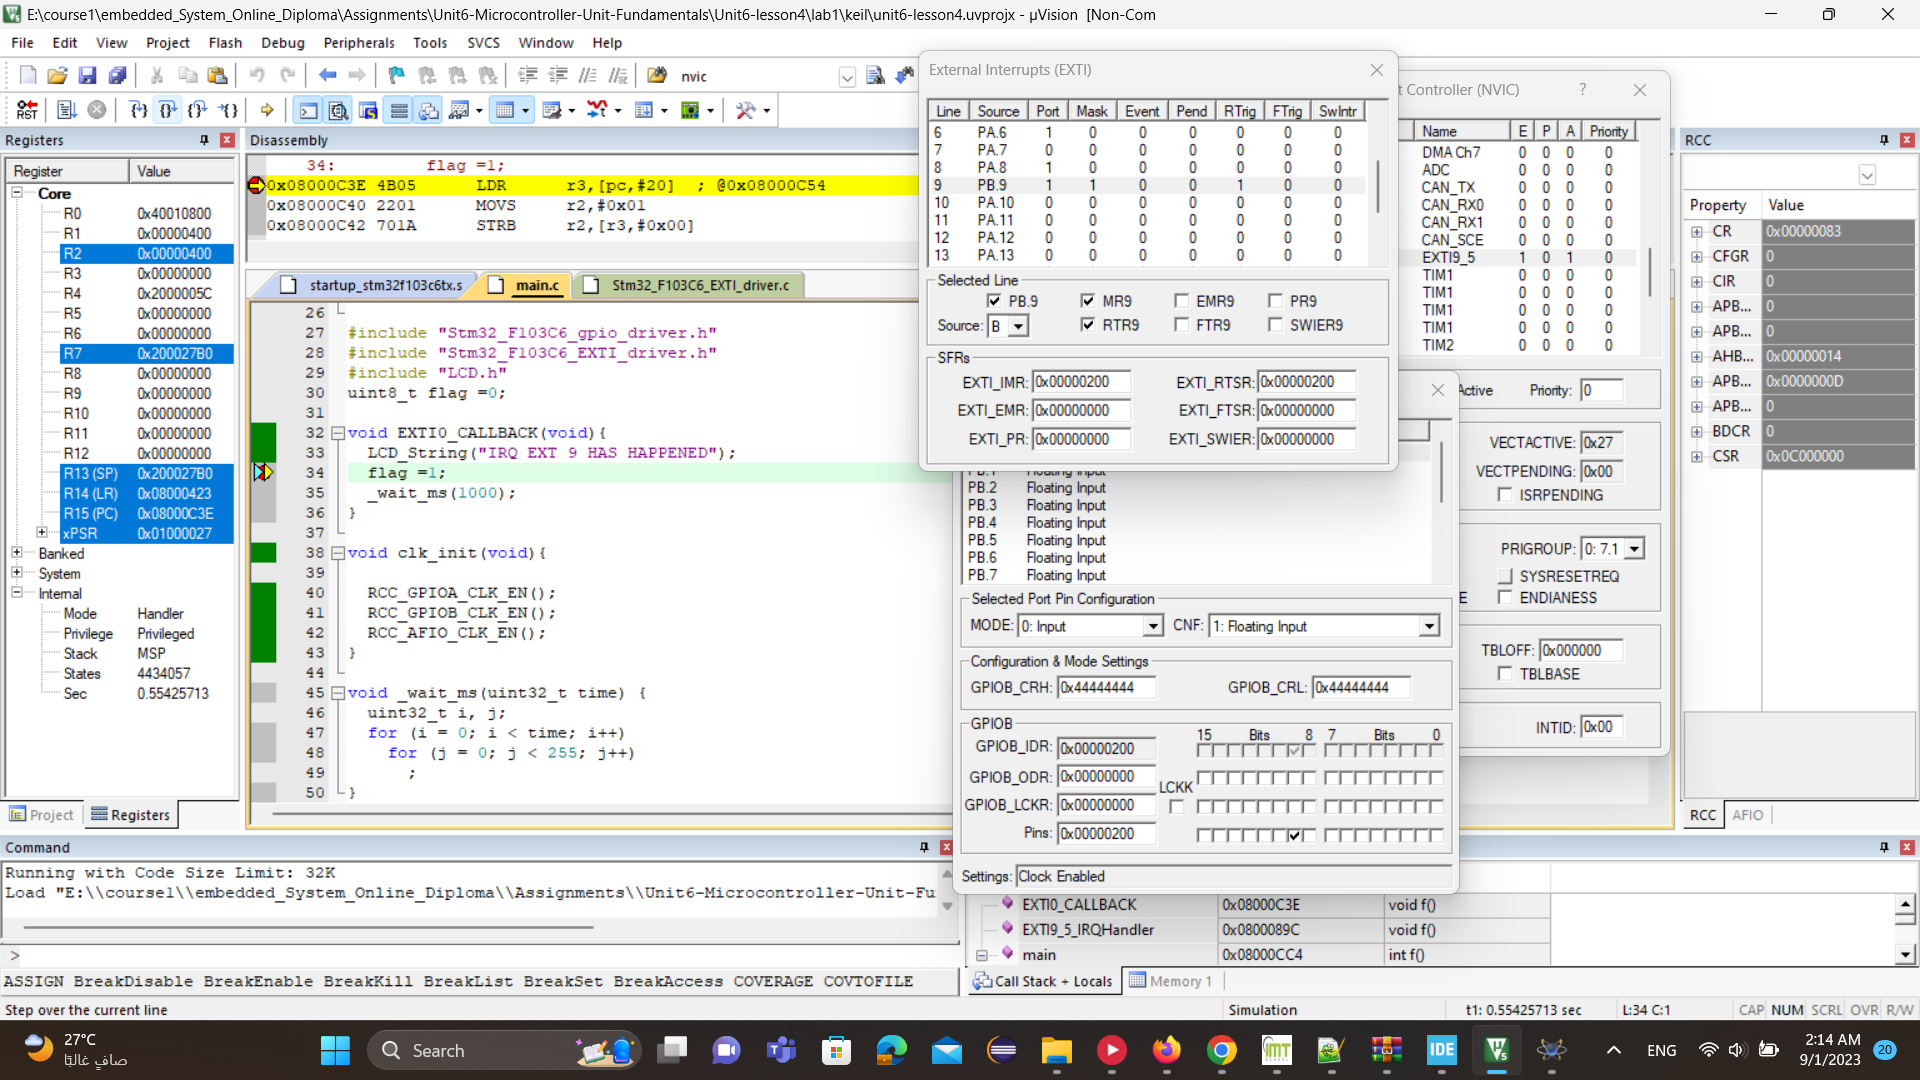 E:\course1\embedded_System_Online_Diploma\Assignments\Unit6-Microcontroller-Unit-Fundamentals\Unit6-lesson4\lab1\keil\unit6-lesson4.uvprojx - µVision [Non-Com
File Edit View Project Flash Debug Peripherals Tools SVCS Window Help
nvic
Registers
Register Value
Core
R0 0x40010800
R1 0x00000400
R2 0x00000400
R3 0x00000000
R4 0x2000005C
R5 0x00000000
R6 0x00000000
R7 0x200027B0
R8 0x00000000
R9 0x00000000
R10 0x00000000
R11 0x00000000
R12 0x00000000
R13 (SP) 0x200027B0
R14 (LR) 0x08000423
R15 (PC) 0x08000C3E
xPSR 0x01000027
Banked
System
Internal
Mode Handler
Privilege Privileged
Stack MSP
States 4434057
Sec 0.55425713
Project Registers
Disassembly
34: flag =1;
0x08000C3E 4B05 LDR r3,[pc,#20] ; @0x08000C54
0x08000C40 2201 MOVS r2,#0x01
0x08000C42 701A STRB r2,[r3,#0x00]
startup_stm32f103c6tx.s main.c Stm32_F103C6_EXTI_driver.c
26
27 #include "Stm32_F103C6_gpio_driver.h"
28 #include "Stm32_F103C6_EXTI_driver.h"
29 #include "LCD.h"
30 uint8_t flag =0;
31
32 void EXTI0_CALLBACK(void){
33 LCD_String("IRQ EXT 9 HAS HAPPENED");
34 flag =1;
35 _wait_ms(1000);
36 }
37
38 void clk_init(void){
39
40 RCC_GPIOA_CLK_EN();
41 RCC_GPIOB_CLK_EN();
42 RCC_AFIO_CLK_EN();
43 }
44
45 void _wait_ms(uint32_t time) {
46 uint32_t i, j;
47 for (i = 0; i < time; i++)
48 for (j = 0; j < 255; j++)
49 ;
50 }
External Interrupts (EXTI)
Line Source Port Mask Event Pend RTrig FTrig SwIntr
6 PA.6 1 0 0 0 0 0 0
7 PA.7 0 0 0 0 0 0 0
8 PA.8 1 0 0 0 0 0 0
9 PB.9 1 1 0 0 1 0 0
10 PA.10 0 0 0 0 0 0 0
11 PA.11 0 0 0 0 0 0 0
12 PA.12 0 0 0 0 0 0 0
13 PA.13 0 0 0 0 0 0 0
Selected Line
PB.9 MR9 EMR9 PR9
Source: B RTR9 FTR9 SWIER9
SFRs
EXTI_IMR: 0x00000200 EXTI_RTSR: 0x00000200
EXTI_EMR: 0x00000000 EXTI_FTSR: 0x00000000
EXTI_PR: 0x00000000 EXTI_SWIER: 0x00000000
t Controller (NVIC) ?
Name E P A Priority
DMA Ch7 0 0 0 0
ADC 0 0 0 0
CAN_TX 0 0 0 0
CAN_RX0 0 0 0 0
CAN_RX1 0 0 0 0
CAN_SCE 0 0 0 0
EXTI9_5 1 0 1 0
TIM1 0 0 0 0
TIM1 0 0 0 0
TIM1 0 0 0 0
TIM1 0 0 0 0
TIM2 0 0 0 0
Active Priority: 0
VECTACTIVE: 0x27
VECTPENDING: 0x00
ISRPENDING
PRIGROUP: 0: 7.1
SYSRESETREQ
E ENDIANESS
TBLOFF: 0x000000
TBLBASE
INTID: 0x00
PB.1 Floating Input
PB.2 Floating Input
PB.3 Floating Input
PB.4 Floating Input
PB.5 Floating Input
PB.6 Floating Input
PB.7 Floating Input
Selected Port Pin Configuration
MODE: 0: Input CNF: 1: Floating Input
Configuration & Mode Settings
GPIOB_CRH: 0x44444444 GPIOB_CRL: 0x44444444
GPIOB
15 Bits 8 7 Bits 0
GPIOB_IDR: 0x00000200
GPIOB_ODR: 0x00000000
LCKK
GPIOB_LCKR: 0x00000000
Pins: 0x00000200
Settings: Clock Enabled
RCC
Property Value
CR 0x00000083
CFGR 0
CIR 0
APB... 0
APB... 0
AHB... 0x00000014
APB... 0x0000000D
APB... 0
BDCR 0
CSR 0x0C000000
RCC AFIO
Command
Running with Code Size Limit: 32K
Load "E:\\course1\\embedded_System_Online_Diploma\\Assignments\\Unit6-Microcontroller-Unit-Fu
>
ASSIGN BreakDisable BreakEnable BreakKill BreakList BreakSet BreakAccess COVERAGE COVTOFILE
EXTI0_CALLBACK 0x08000C3E void f()
EXTI9_5_IRQHandler 0x0800089C void f()
main 0x08000CC4 int f()
Call Stack + Locals Memory 1
Step over the current line Simulation t1: 0.55425713 sec L:34 C:1 CAP NUM SCRL OVR R/W
27°C
صافٍ غالبًا
Search
IDE
ENG
2:14 AM
9/1/2023
20